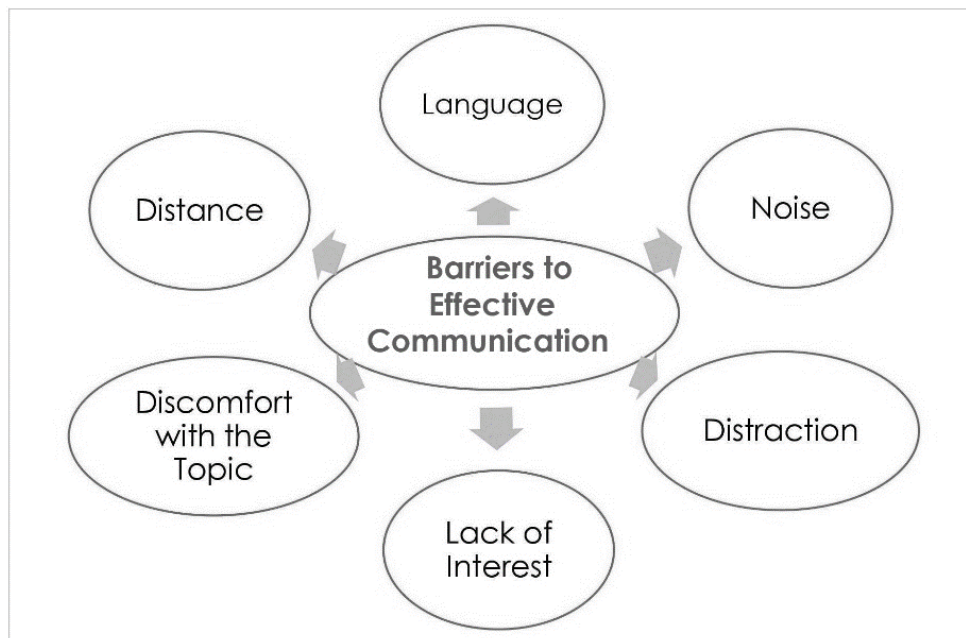 Language
Distance
Noise
Barriers to
Effective
Communication
Discomfort
with the
Topic
Distraction
Lack of
Interest